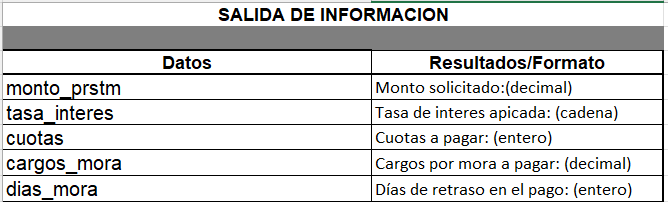 SALIDA DE INFORMACION
Datos Resultados/Formato
monto_prstm Monto solicitado:(decimal)
tasa_interes Tasa de interes apicada: (cadena)
cuotas Cuotas a pagar: (entero)
cargos_mora Cargos por mora a pagar: (decimal)
dias_mora Días de retraso en el pago: (entero)